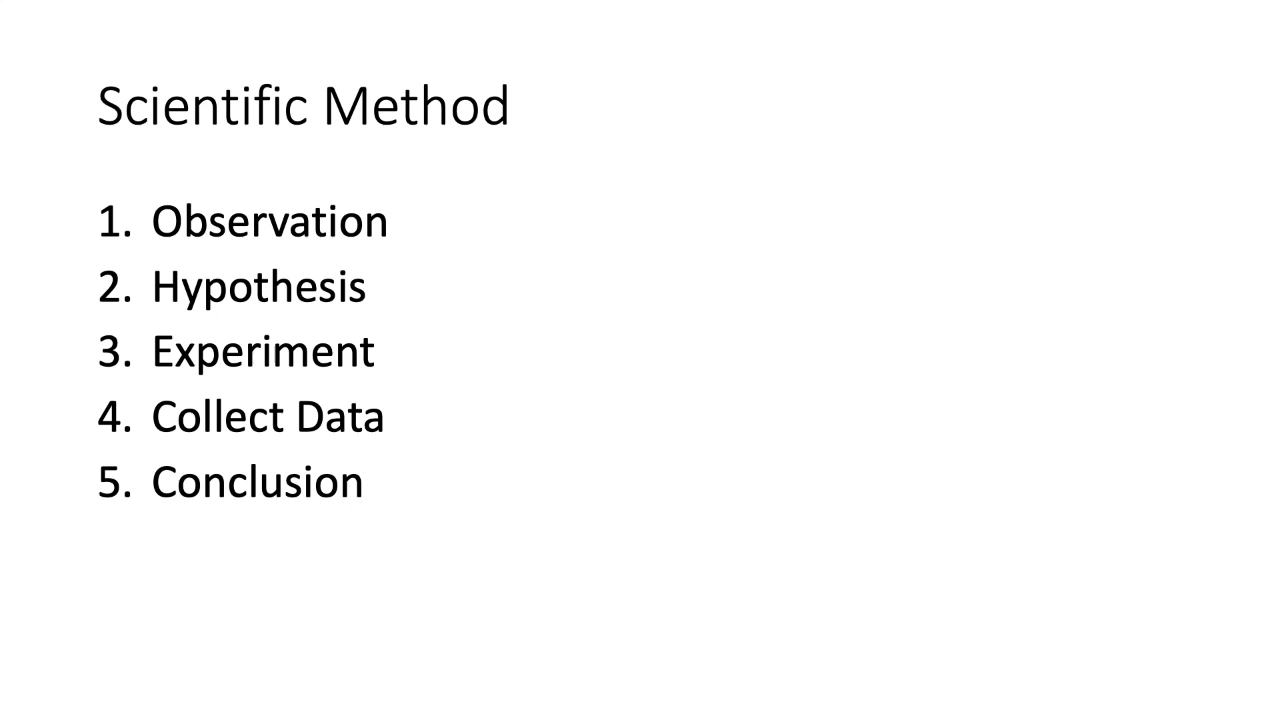 Scientific Method
1. Observation
2. Hypothesis
3. Experiment
4. Collect Data
5. Conclusion